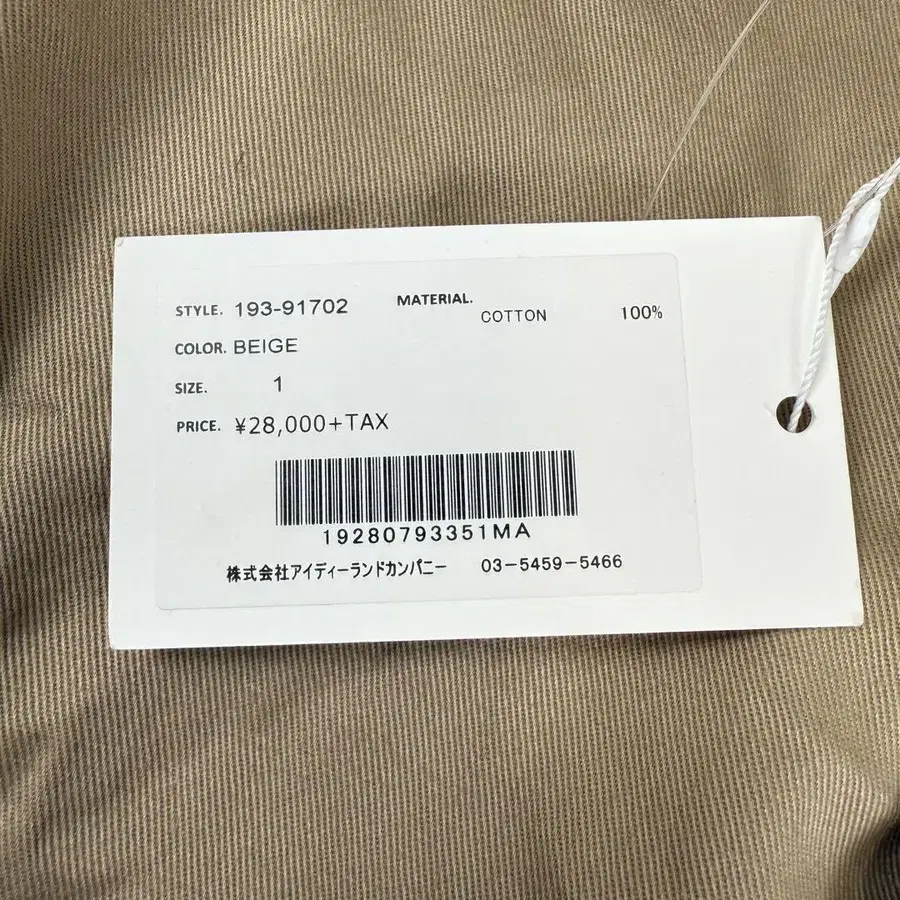 STYLE. 193-91702
MATERIAL.
COTTON 100%
COLOR. BEIGE
SIZE. 1
PRICE. ¥28,000+TAX
19280793351MA
株式会社アイディーランドカンパニー 03-5459-5466